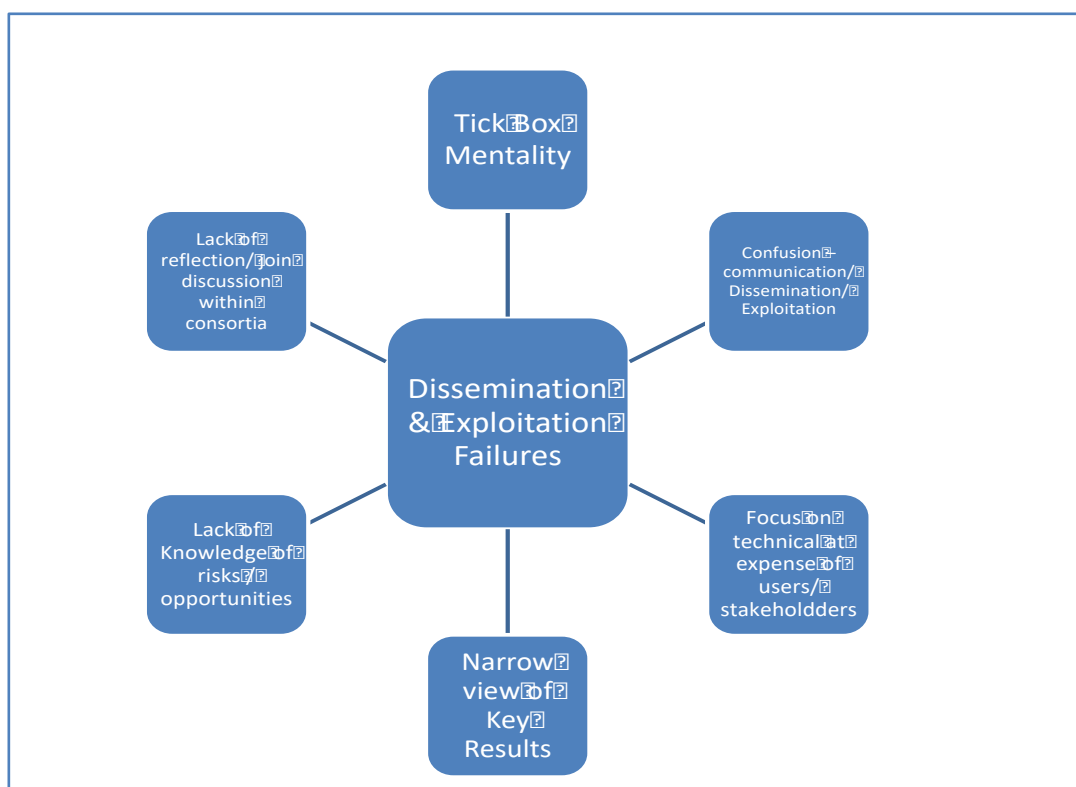 Tick Box
Mentality
Confusion –
communication/
Dissemination/
Exploitation
Focus on
technical at
expense of
users/
stakeholdders
Narrow
view of
Key
Results
Lack of
Knowledge of
risks /
opportunities
Lack of
reflection/ join
discussion
within
consortia
Dissemination
& Exploitation
Failures